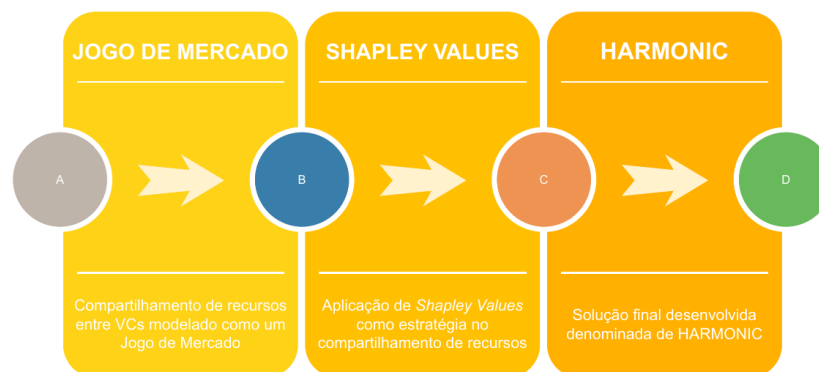 JOGO DE MERCADO
SHAPLEY VALUES
HARMONIC
A
B
C
D
Compartilhamento de recursos
entre VCs modelado como um
Jogo de Mercado
Aplicação de Shapley Values
como estratégia no
compartilhamento de recursos
Solução final desenvolvida
denominada de HARMONIC